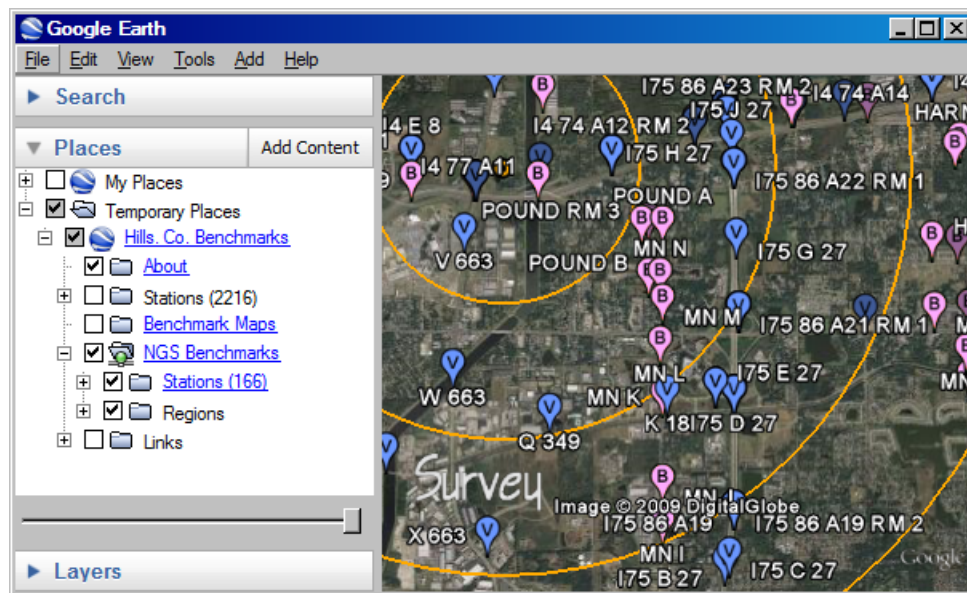 Google Earth
File Edit View Tools Add Help
Search
Places
Add Content
My Places
Temporary Places
Hills. Co. Benchmarks
About
Stations (2216)
Benchmark Maps
NGS Benchmarks
Stations (166)
Regions
Links
Layers
I75 86 A23 RM 2
I4 74 A14
I75 J 27
HARN
I4 E 8
I4 74 A12 RM 2
I75 H 27
I4 77 A11
I75 86 A22 RM 1
POUND A
POUND RM 3
MN N
I75 G 27
V 663
POUND B
MN M
I75 86 A21 RM 1
MN L
I75 E 27
W 663
MN K
K 18
I75 D 27
Q 349
Survey
MN J
Image © 2009 DigitalGlobe
I75 86 A19
I75 86 A19 RM 2
X 663
MN I
Google
I75 B 27
I75 C 27